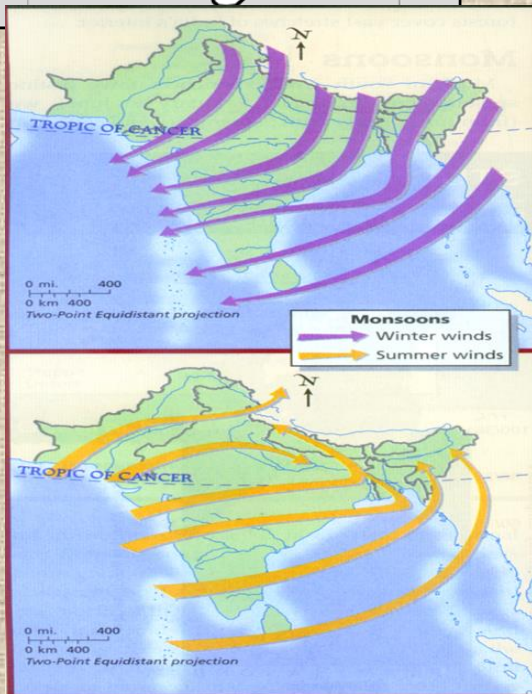 Monsoons
N
TROPIC OF CANCER
0 mi. 400
0 km 400
Two-Point Equidistant projection
Monsoons
Winter winds
Summer winds
N
TROPIC OF CANCER
0 mi. 400
0 km 400
Two-Point Equidistant projection